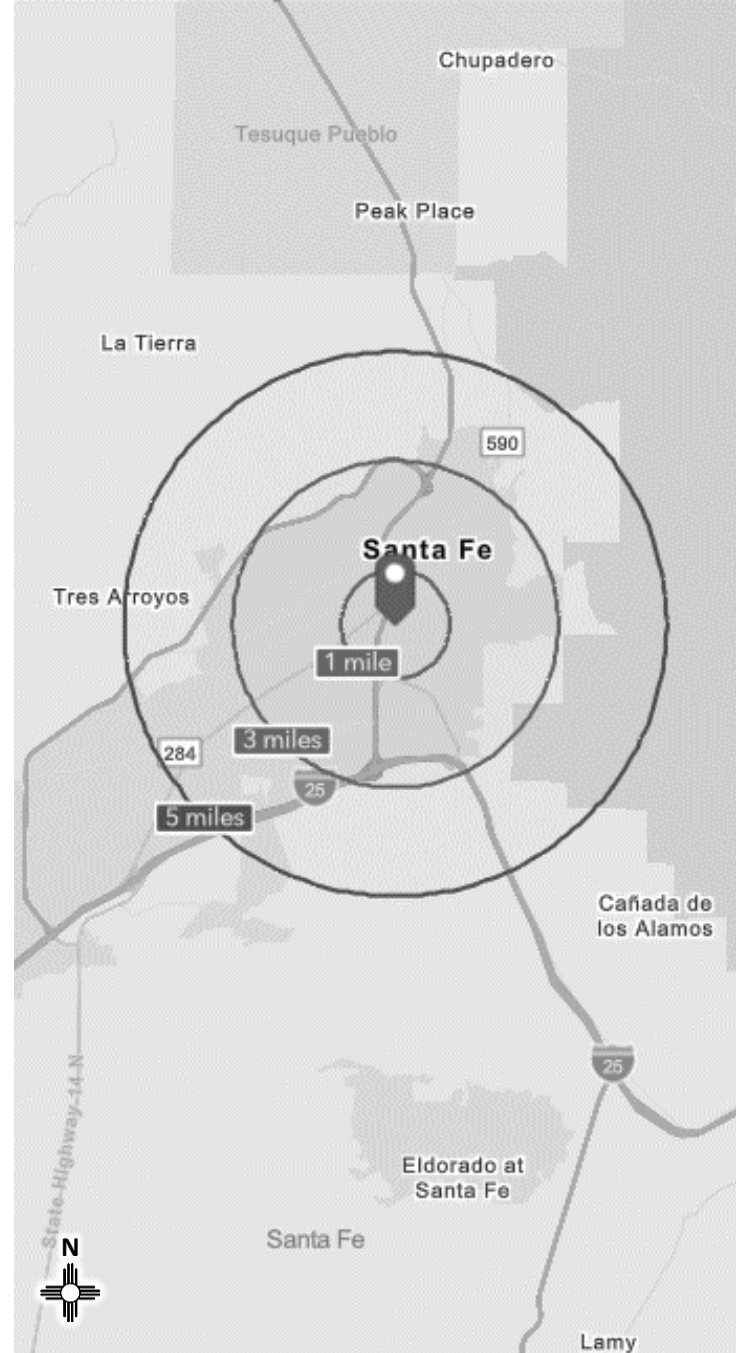 Chupadero
Tesuque Pueblo
Peak Place
La Tierra
590
Santa Fe
Tres Arroyos
1 mile
3 miles
284
25
5 miles
Cañada de
los Alamos
25
State Highway 14 N
Eldorado at
Santa Fe
Santa Fe
N
Lamy